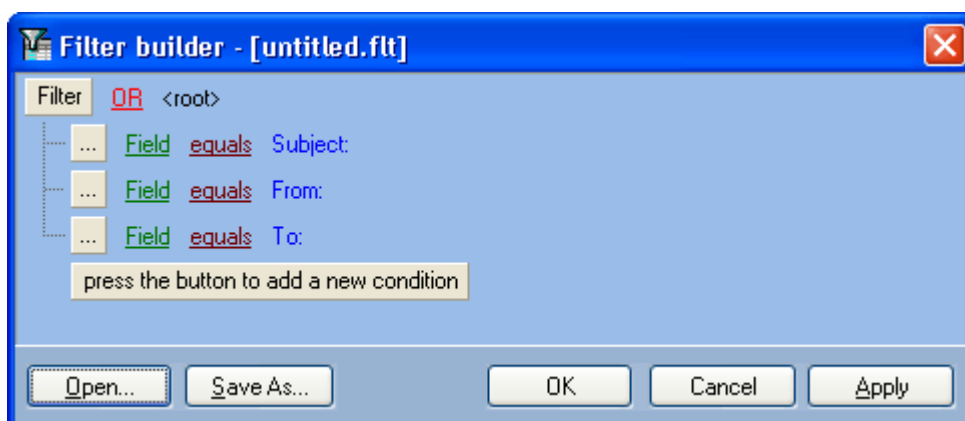 Filter builder - [untitled.flt]
Filter OR <root>
... Field equals Subject:
... Field equals From:
... Field equals To:
press the button to add a new condition
Open... Save As... OK Cancel Apply